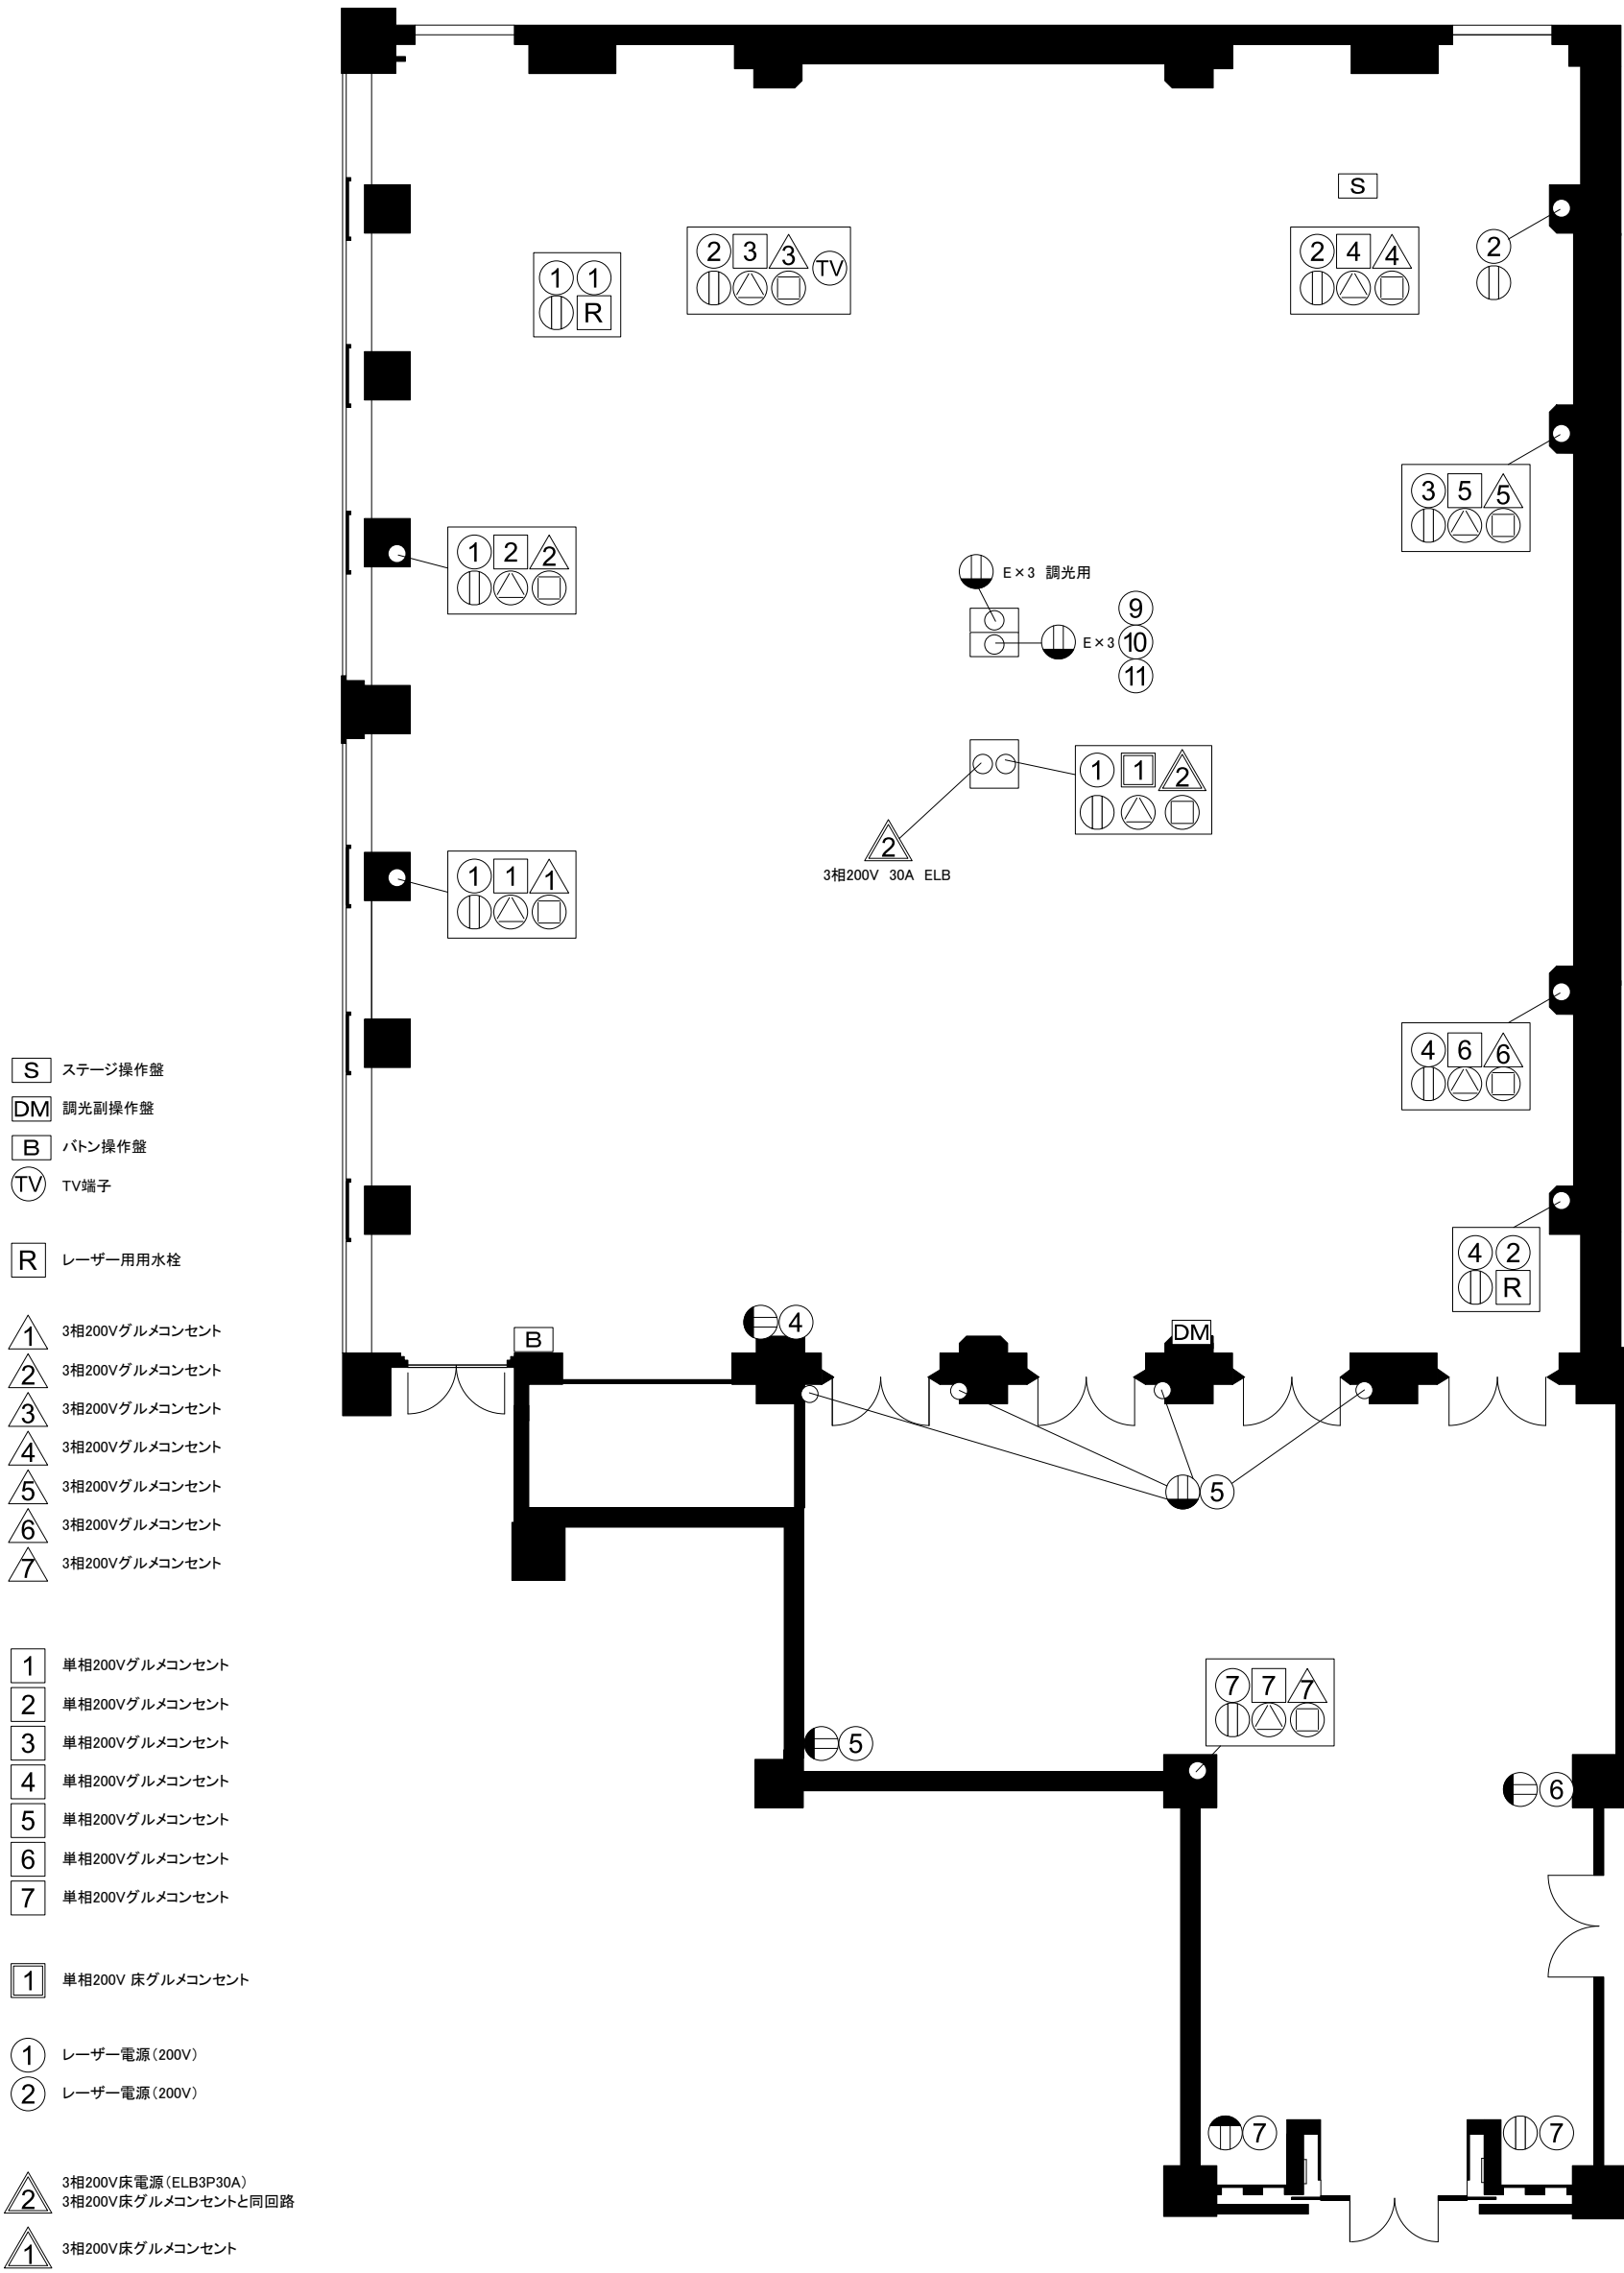 S
2 3 3 TV
2 4 4
2
1 1
R
3 5 5
1 2 2
E×3 調光用
9
E×3 10
11
1 1 2
2
3相200V 30A ELB
1 1 1
4 6 6
4 2
R
4
DM
B
5
7 7 7
5
6
7
7
S ステージ操作盤
DM 調光副操作盤
B バトン操作盤
TV TV端子
R レーザー用用水栓
1 3相200Vグルメコンセント
2 3相200Vグルメコンセント
3 3相200Vグルメコンセント
4 3相200Vグルメコンセント
5 3相200Vグルメコンセント
6 3相200Vグルメコンセント
7 3相200Vグルメコンセント
1 単相200Vグルメコンセント
2 単相200Vグルメコンセント
3 単相200Vグルメコンセント
4 単相200Vグルメコンセント
5 単相200Vグルメコンセント
6 単相200Vグルメコンセント
7 単相200Vグルメコンセント
1 単相200V 床グルメコンセント
1 レーザー電源(200V)
2 レーザー電源(200V)
2 3相200V床電源(ELB3P30A)
3相200V床グルメコンセントと同回路
1 3相200V床グルメコンセント